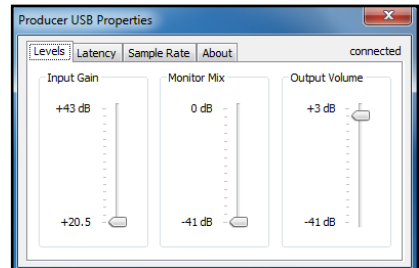 Producer USB Properties
Levels Latency Sample Rate About connected
Input Gain Monitor Mix Output Volume
+43 dB 0 dB +3 dB
+20.5 -41 dB -41 dB